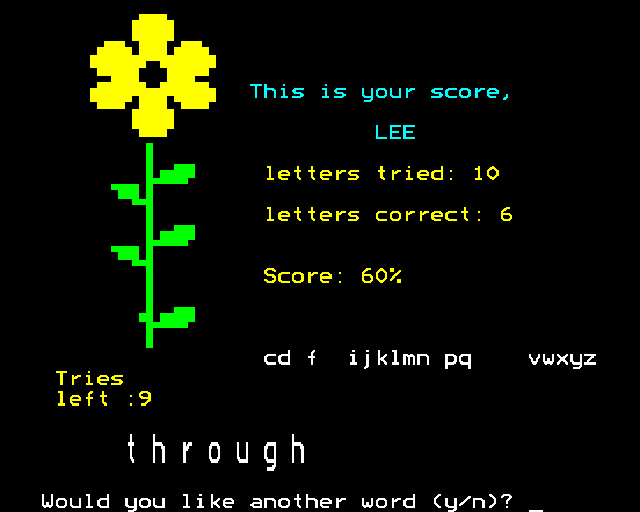 This is your score,
LEE
letters tried: 10
letters correct: 6
Score: 60%
cd f  ijklmn pq    vwxyz
Tries
left :9
through
Would you like another word (y/n)? _